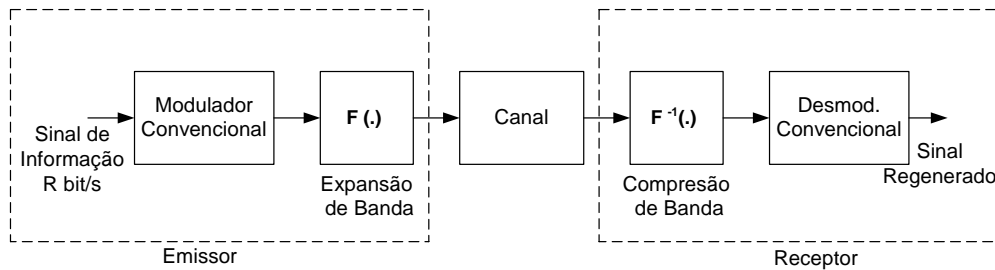 Sinal de
Informação
R bit/s
Modulador
Convencional
F (.)
Expansão
de Banda
Emissor
Canal
F -1(.)
Compresão
de Banda
Desmod.
Convencional
Sinal
Regenerado
Receptor